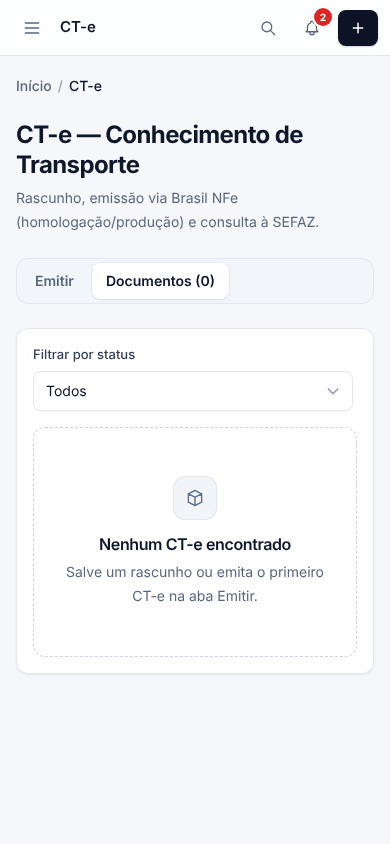 CT-e
2
Início / CT-e
CT-e — Conhecimento de
Transporte
Rascunho, emissão via Brasil NFe
(homologação/produção) e consulta à SEFAZ.
Emitir
Documentos (0)
Filtrar por status
Todos
Nenhum CT-e encontrado
Salve um rascunho ou emita o primeiro
CT-e na aba Emitir.